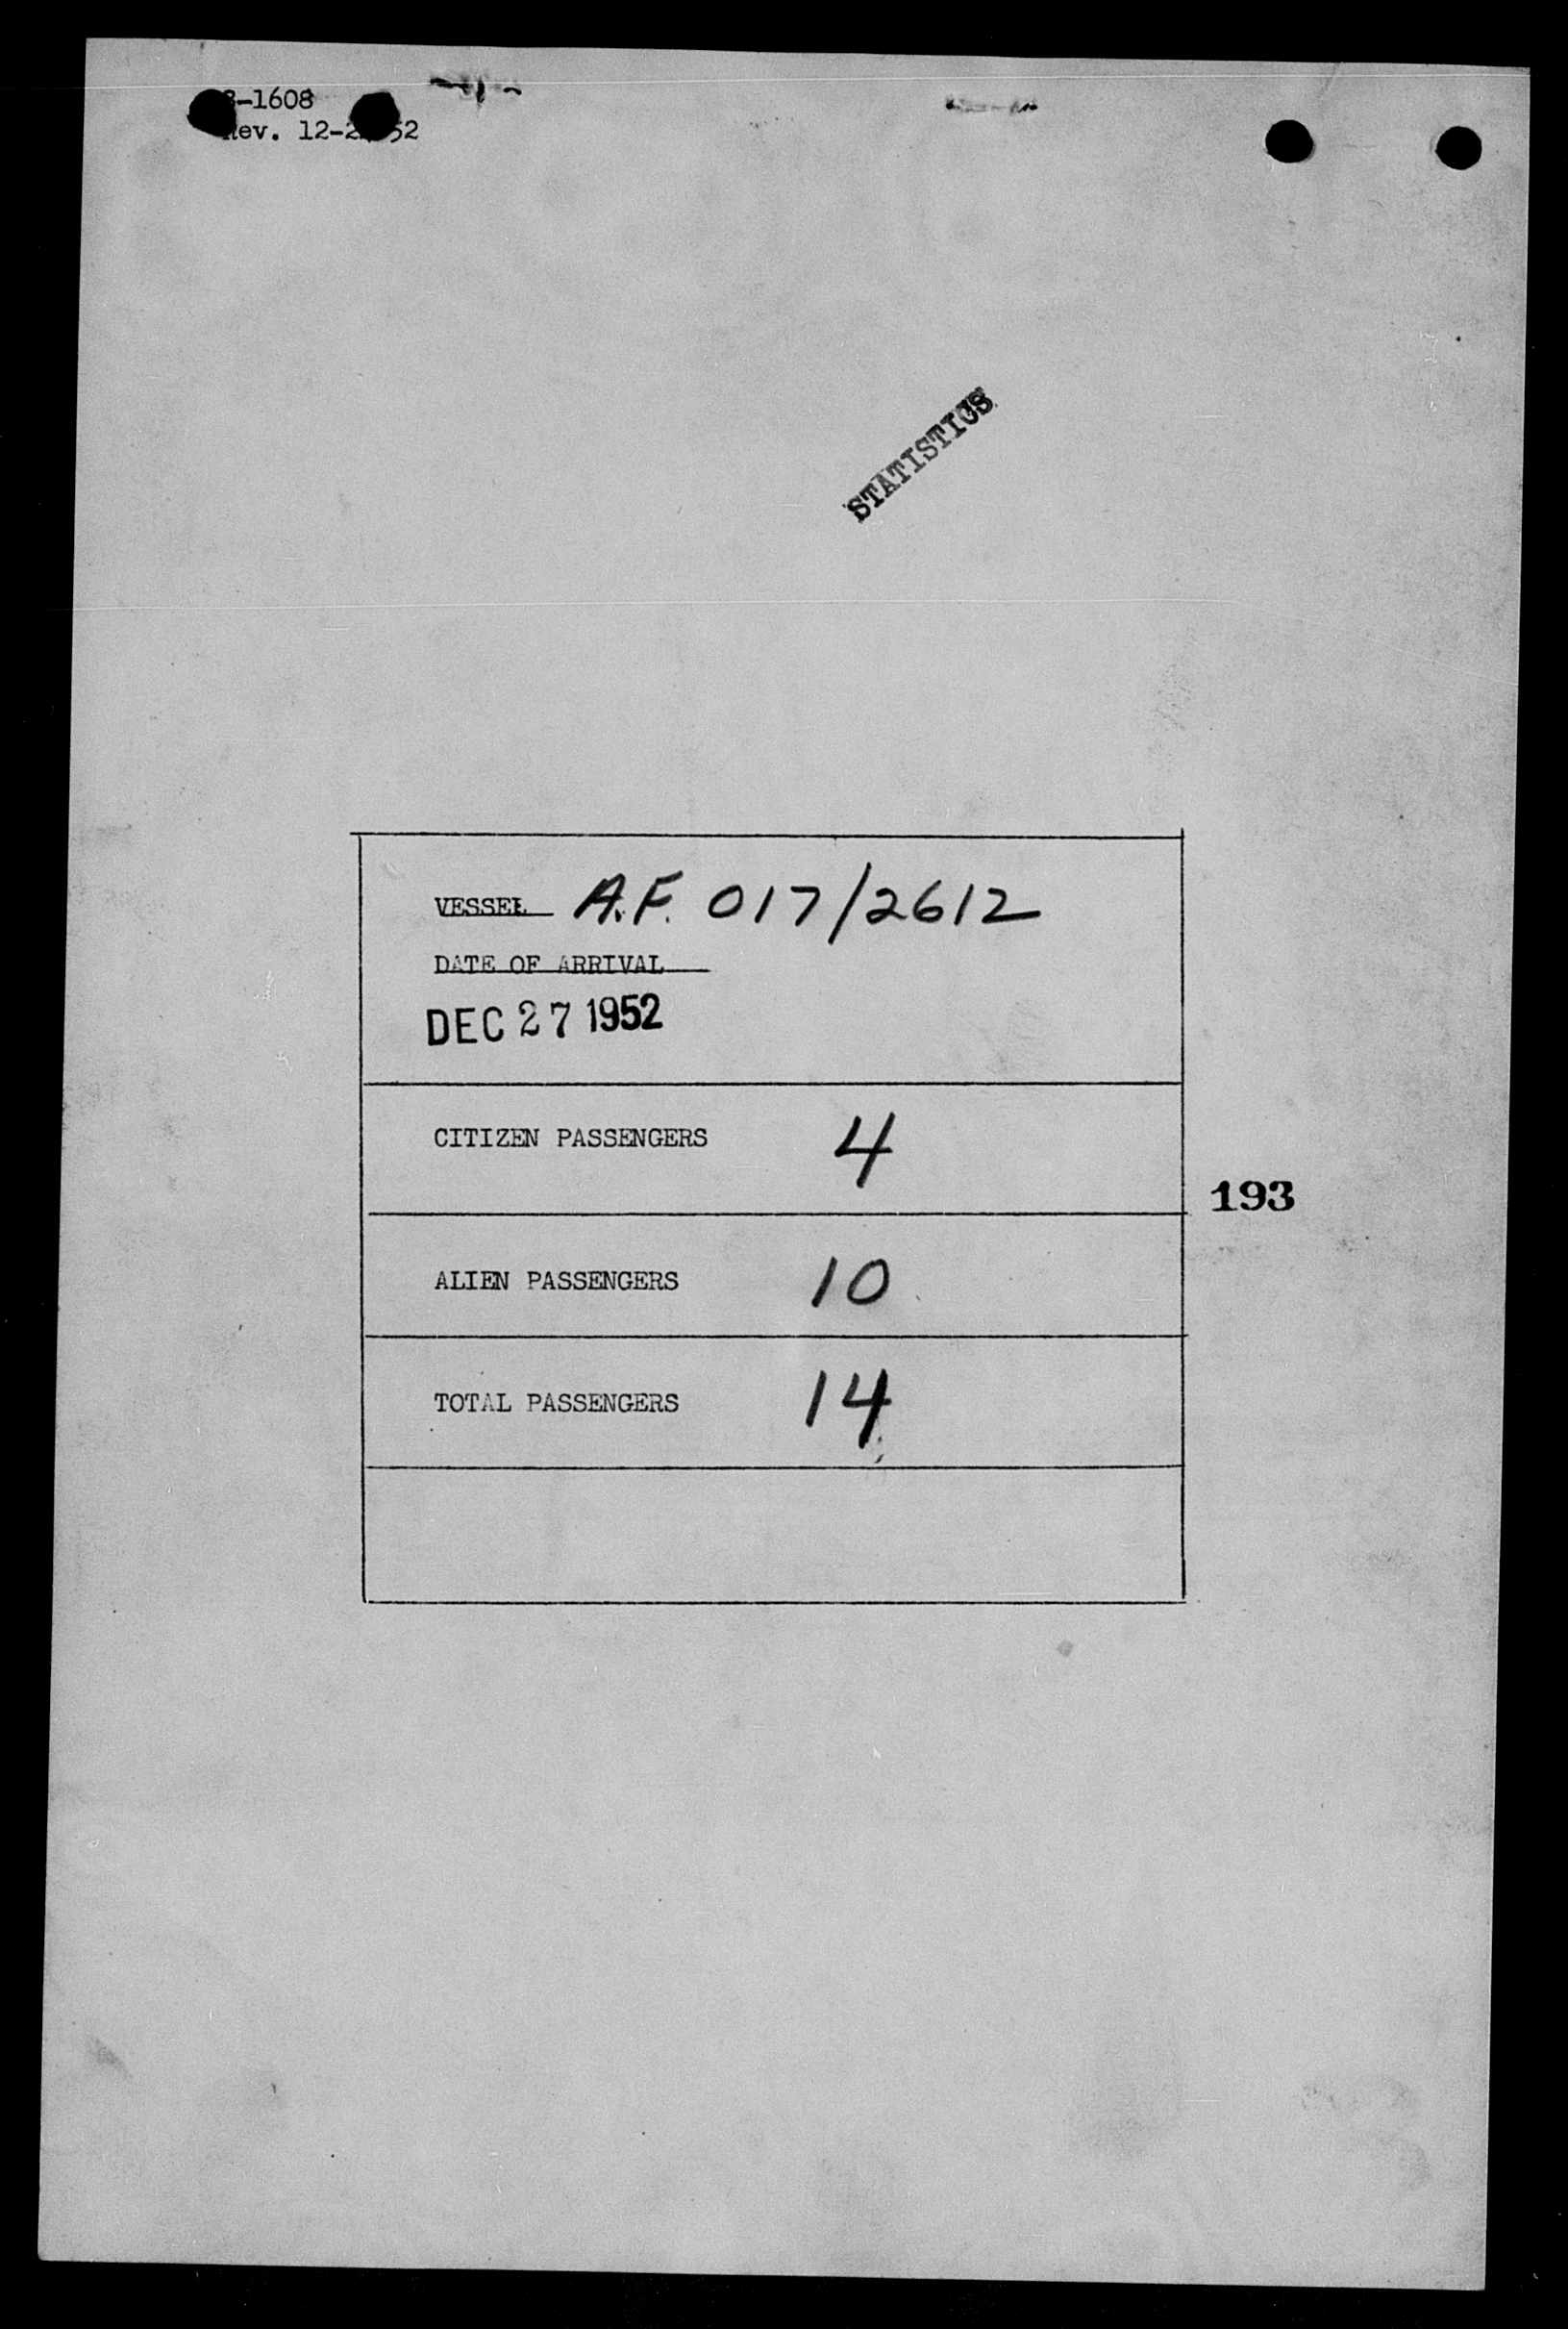 -1608
Rev. 12-2 52
STATISTICS
VESSEL A.F. 017/2612
DATE OF ARRIVAL
DEC 27 1952
CITIZEN PASSENGERS 4
193
ALIEN PASSENGERS 10
TOTAL PASSENGERS 14